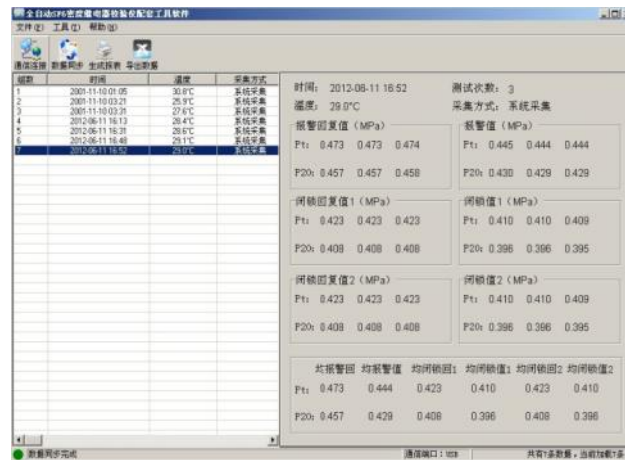 全自动SF6密度继电器校验仪配套工具软件
文件(F) 工具(T) 帮助(H)
通信连接 数据同步 生成报表 导出数据
组数 时间 温度 采集方式
1 2001-11-10 01:05 30.8℃ 系统采集
2 2001-11-10 03:21 25.9℃ 系统采集
3 2001-11-10 03:31 27.6℃ 系统采集
4 2012-06-11 16:13 28.4℃ 系统采集
5 2012-06-11 16:31 28.6℃ 系统采集
6 2012-06-11 16:48 29.1℃ 系统采集
7 2012-06-11 16:52 29.0℃ 系统采集
时间: 2012-06-11 16:52 测试次数: 3
温度: 29.0℃ 采集方式: 系统采集
报警回复值(MPa)
Pt: 0.473 0.473 0.474
P20: 0.457 0.457 0.458
报警值(MPa)
Pt: 0.445 0.444 0.444
P20: 0.430 0.429 0.429
闭锁回复值1(MPa)
Pt: 0.423 0.423 0.423
P20: 0.408 0.408 0.408
闭锁值1(MPa)
Pt: 0.410 0.410 0.409
P20: 0.396 0.396 0.395
闭锁回复值2(MPa)
Pt: 0.423 0.423 0.423
P20: 0.408 0.408 0.408
闭锁值2(MPa)
Pt: 0.410 0.410 0.409
P20: 0.396 0.396 0.395
均报警回 均报警值 均闭锁回1 均闭锁值1 均闭锁回2 均闭锁值2
Pt: 0.473 0.444 0.423 0.410 0.423 0.410
P20: 0.457 0.429 0.408 0.396 0.408 0.396
数据同步完成 通信端口:USB 共有7条数据,当前加载7条